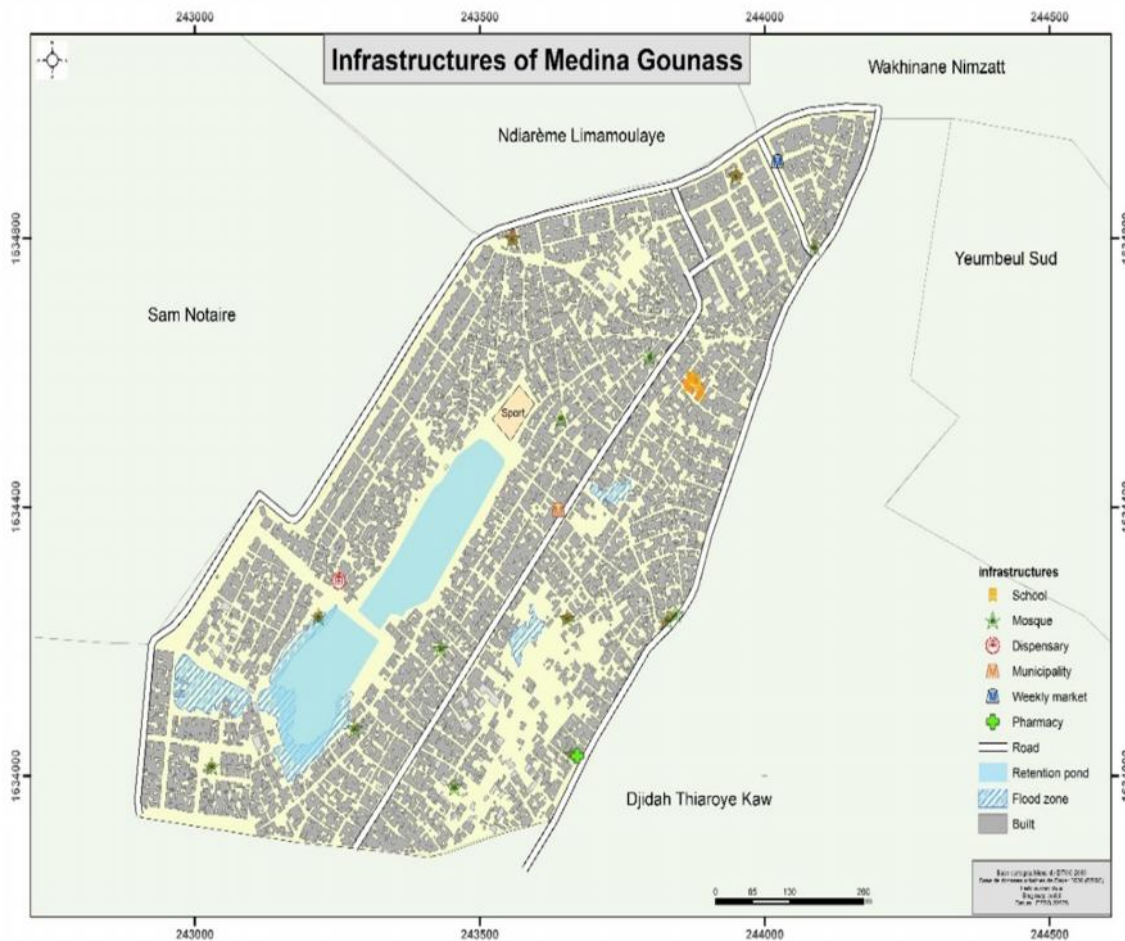 243000 243500 244000 244500
Infrastructures of Medina Gounass
Wakhinane Nimzatt
Ndiarème Limamoulaye
1634800
Yeumbeul Sud
Sam Notaire
Sport
1634400 1634400
infrastructures
School
Mosque
Dispensary
Municipality
Weekly market
Pharmacy
Road
Retention pond
Flood zone
Built
1634000
Djidah Thiaroye Kaw
0 65 130 260
243000 243500 244000 244500